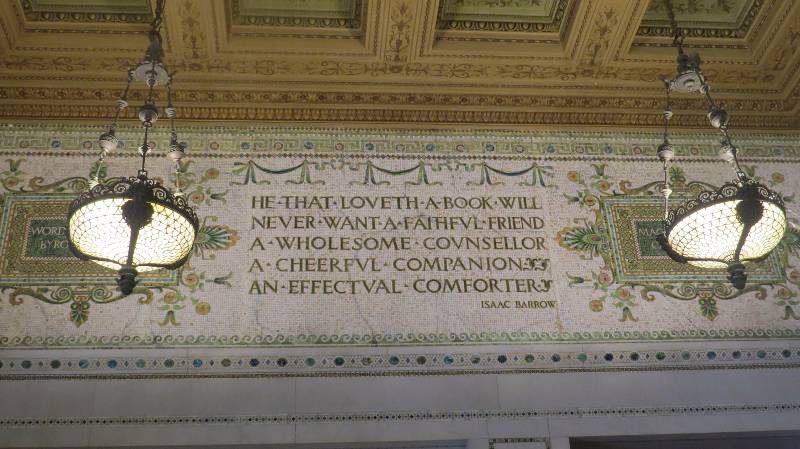 HE·THAT·LOVETH·A·BOOK·WILL
NEVER·WANT·A·FAITHFVL·FRIEND
A·WHOLESOME·COVNSELLOR
A·CHEERFVL·COMPANION
AN·EFFECTVAL·COMFORTER
ISAAC BARROW